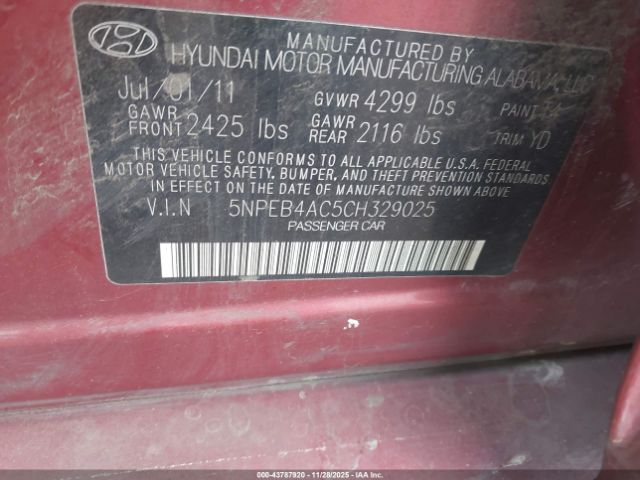 MANUFACTURED BY
HYUNDAI MOTOR MANUFACTURING ALABAMA, LLC
Jul/01/11 GVWR 4299 lbs PAINT
GAWR FRONT 2425 lbs GAWR REAR 2116 lbs TRIM YD
THIS VEHICLE CONFORMS TO ALL APPLICABLE U.S.A. FEDERAL
MOTOR VEHICLE SAFETY, BUMPER, AND THEFT PREVENTION STANDARDS
IN EFFECT ON THE DATE OF MANUFACTURE SHOWN ABOVE
V.I.N 5NPEB4AC5CH329025
PASSENGER CAR
000-43787920 - 11/28/2025 - IAAI.COM